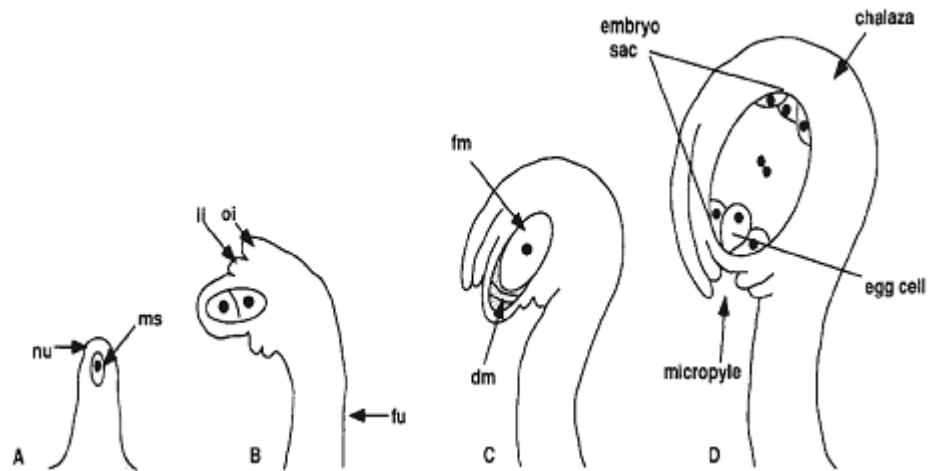 embryo
sac
chalaza
fm
ii oi
egg cell
ms
nu
dm
micropyle
fu
A B C D